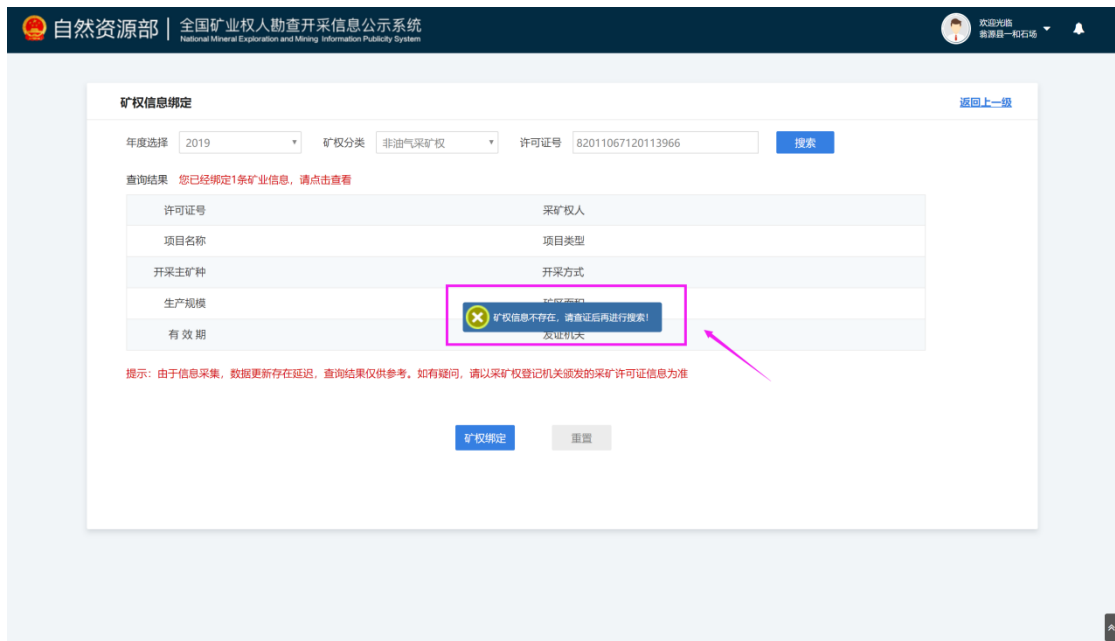 自然资源部 全国矿业权人勘查开采信息公示系统
National Mineral Exploration and Mining Information Publicity System
欢迎光临
翁源县一和石场
矿权信息绑定 返回上一级
年度选择 2019 矿权分类 非油气采矿权 许可证号 82011067120113966 搜索
查询结果 您已经绑定1条矿业信息，请点击查看
许可证号 采矿权人
项目名称 项目类型
开采主矿种 开采方式
生产规模 矿区面积
矿权信息不存在，请查证后再进行搜索！
有 效 期 发证机关
提示：由于信息采集，数据更新存在延迟，查询结果仅供参考。如有疑问，请以采矿权登记机关颁发的采矿许可证信息为准
矿权绑定 重置